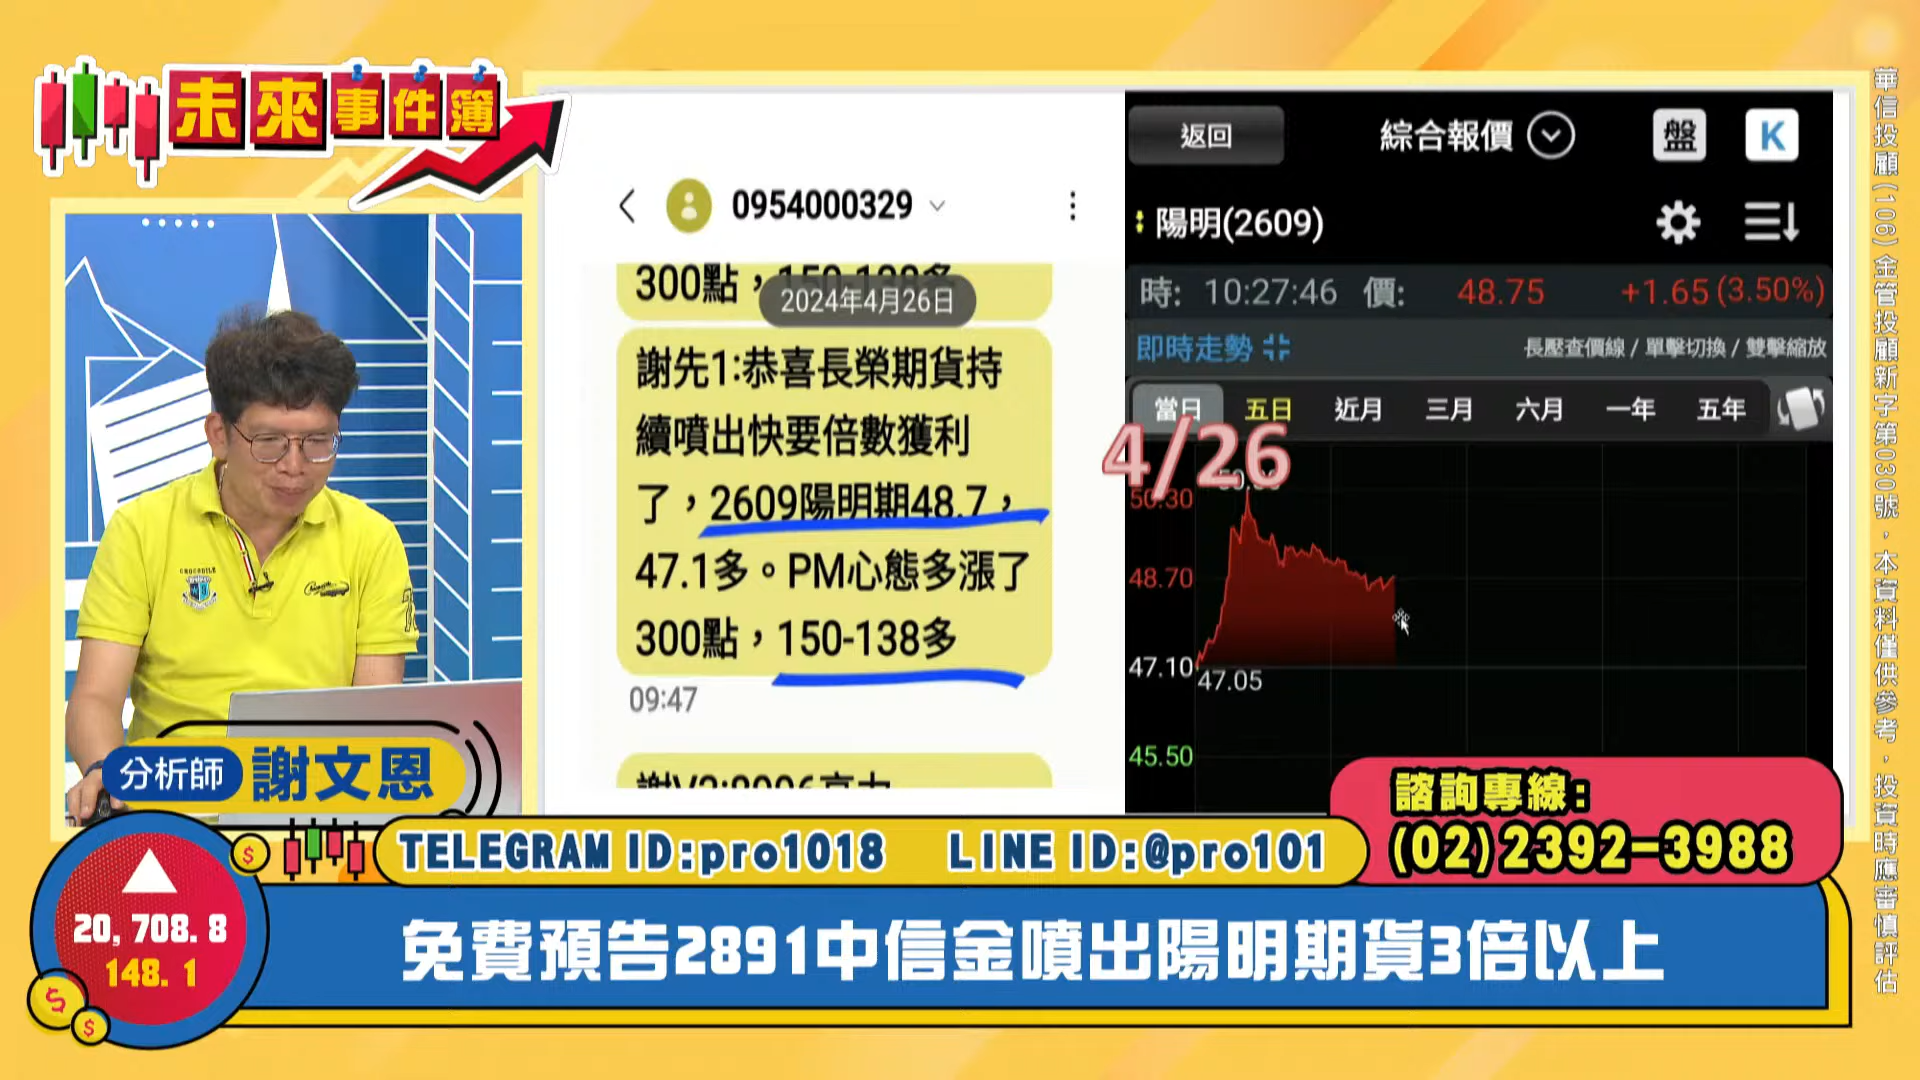 未來事件簿
0954000329
300點，150-138多
2024年4月26日
謝先1:恭喜長榮期貨持
續噴出快要倍數獲利
了，2609陽明期48.7，
47.1多。PM心態多漲了
300點，150-138多
09:47
返回
綜合報價
盤
K
陽明(2609)
時: 10:27:46 價: 48.75 +1.65(3.50%)
即時走勢
長壓查價線 / 單擊切換 / 雙擊縮放
當日 五日 近月 三月 六月 一年 五年
4/26
50.30
48.70
47.10
47.05
45.50
CROCODILE
分析師 謝文恩
諮詢專線:
(02)2392-3988
TELEGRAM ID:pro1018 LINE ID:@pro101
20,708.8
148.1
免費預告2891中信金噴出陽明期貨3倍以上
華信投顧(106)金管投顧新字第030號，本資料僅供參考，投資時應審慎評估